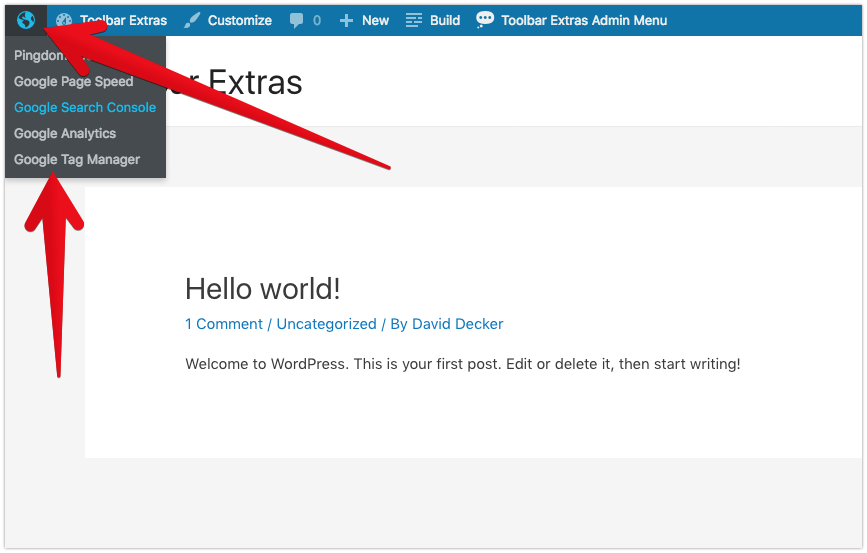 Toolbar Extras Customize 0 New Build Toolbar Extras Admin Menu
Pingdom
Google Page Speed
Google Search Console
Google Analytics
Google Tag Manager
Extras
Hello world!
1 Comment / Uncategorized / By David Decker
Welcome to WordPress. This is your first post. Edit or delete it, then start writing!